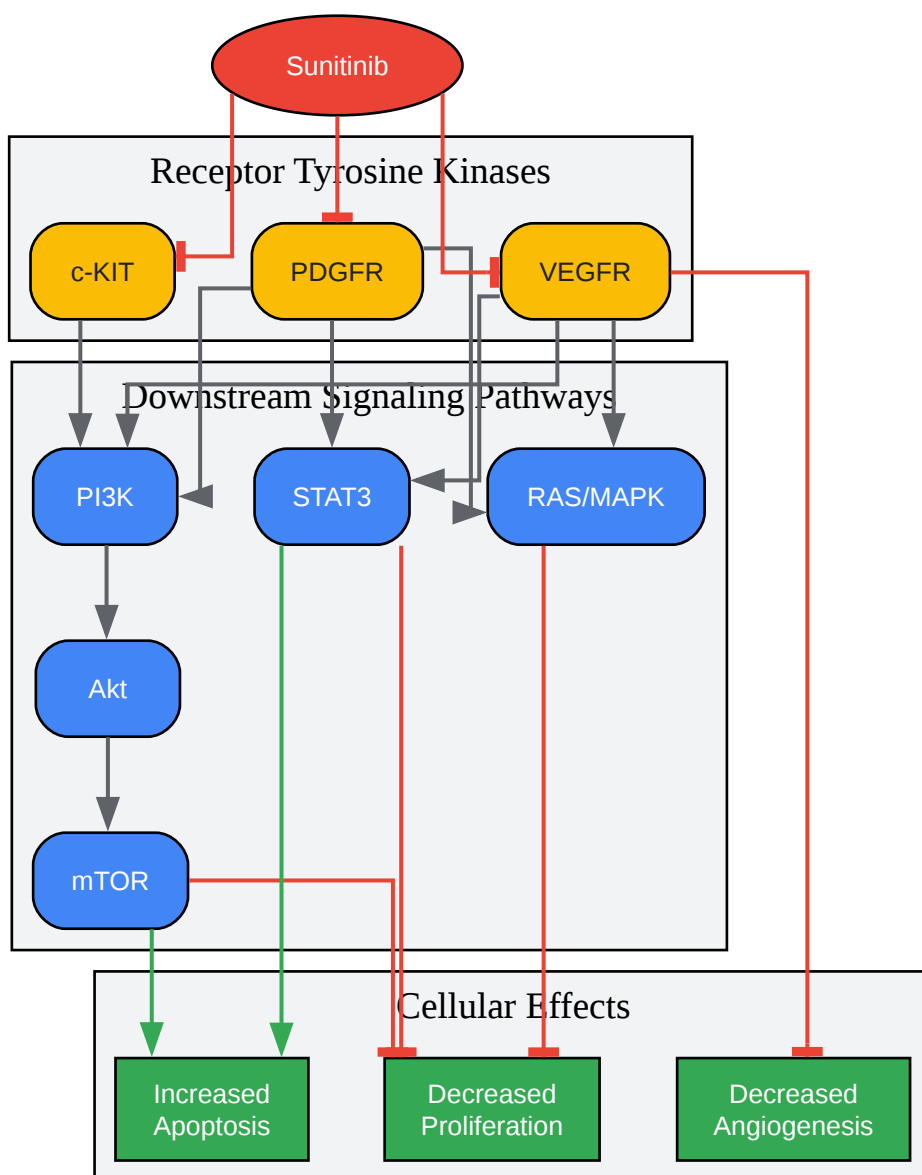 Sunitinib
Receptor Tyrosine Kinases
c-KIT
PDGFR
VEGFR
Downstream Signaling Pathways
PI3K
STAT3
RAS/MAPK
Akt
mTOR
Cellular Effects
Increased
Apoptosis
Decreased
Proliferation
Decreased
Angiogenesis